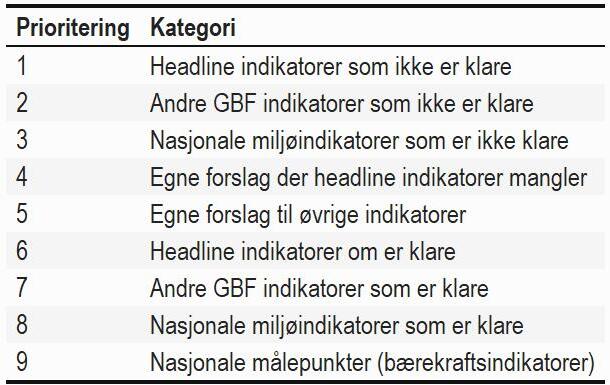 Prioritering Kategori
1 Headline indikatorer som ikke er klare
2 Andre GBF indikatorer som ikke er klare
3 Nasjonale miljøindikatorer som er ikke klare
4 Egne forslag der headline indikatorer mangler
5 Egne forslag til øvrige indikatorer
6 Headline indikatorer om er klare
7 Andre GBF indikatorer som er klare
8 Nasjonale miljøindikatorer som er klare
9 Nasjonale målepunkter (bærekraftsindikatorer)